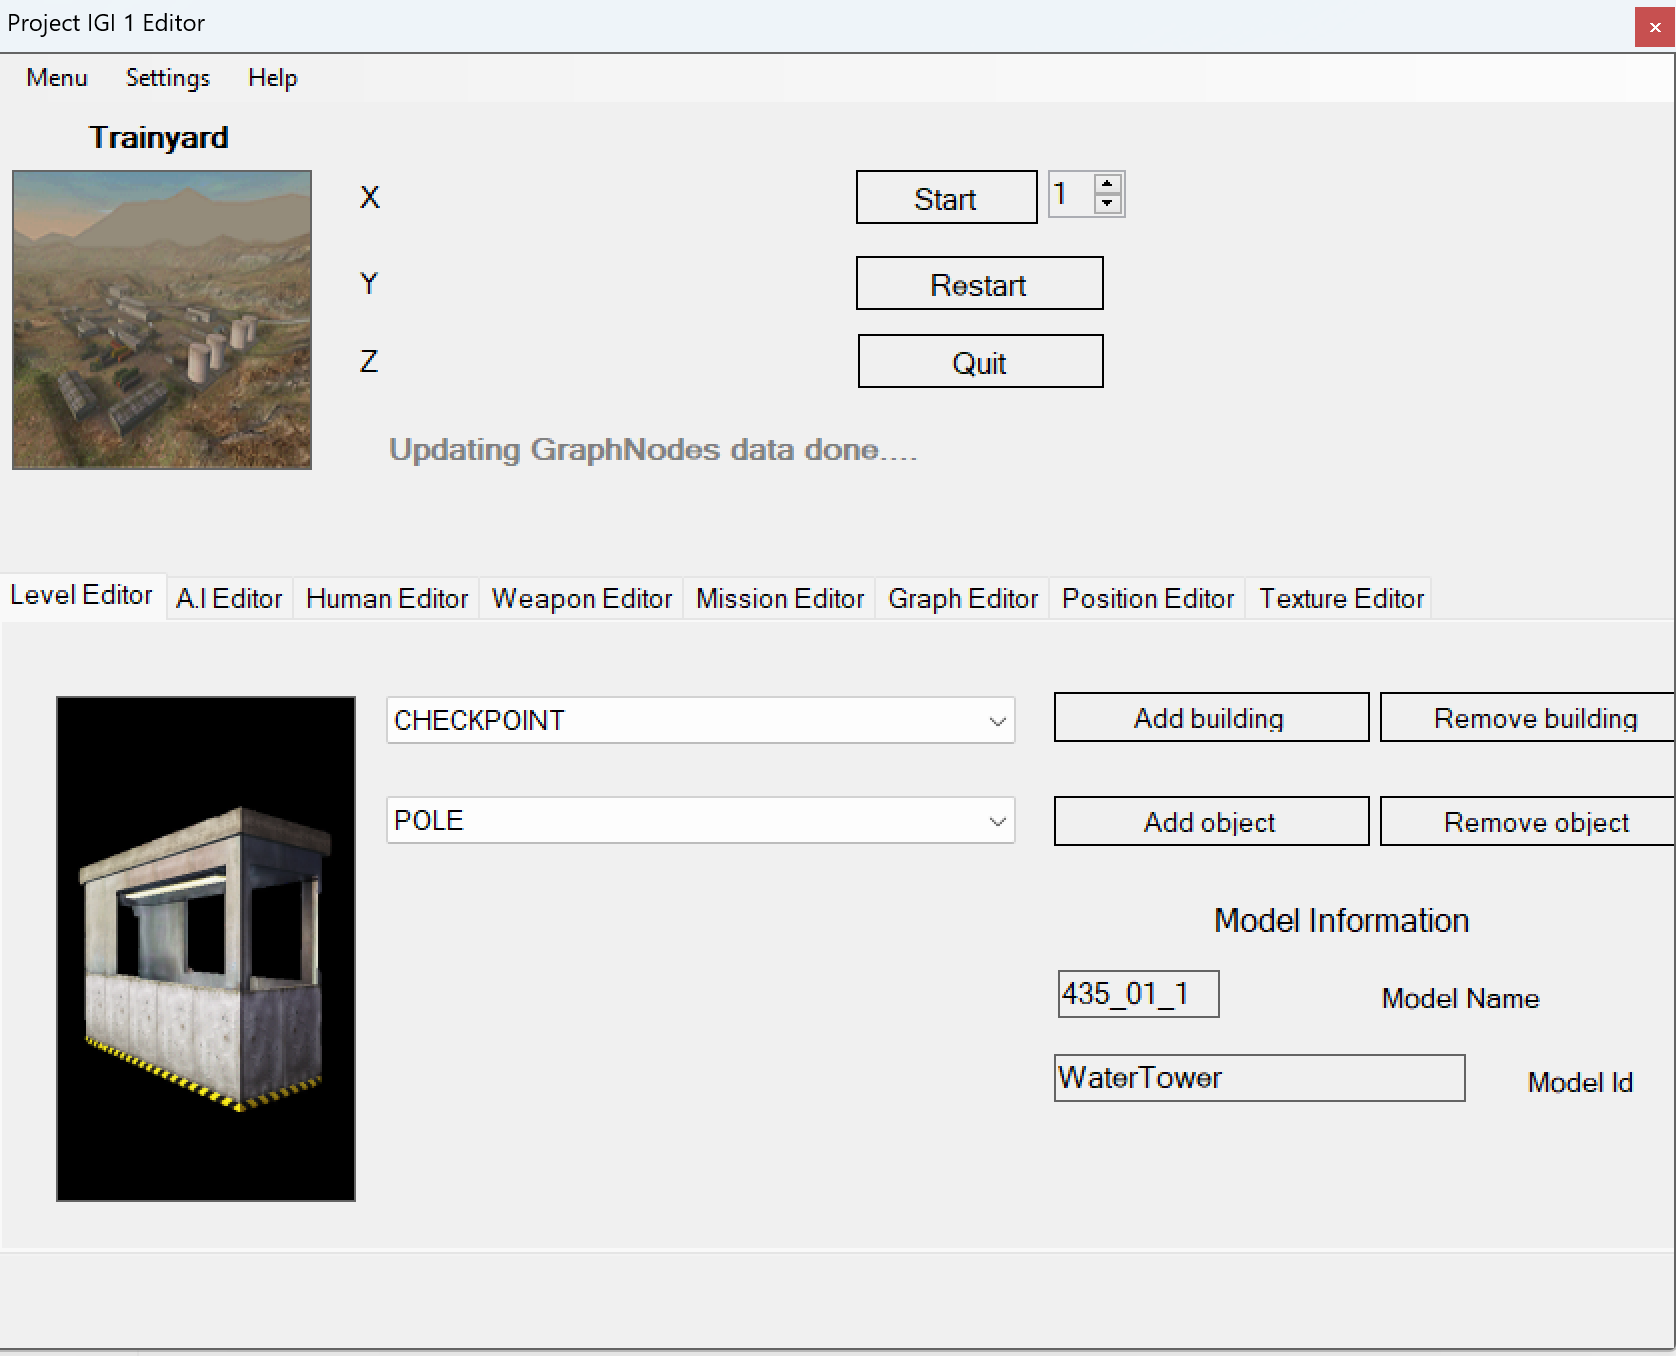 Project IGI 1 Editor
Menu Settings Help
Trainyard
X
Start 1
Y
Restart
Z
Quit
Updating GraphNodes data done....
Level Editor A.I Editor Human Editor Weapon Editor Mission Editor Graph Editor Position Editor Texture Editor
CHECKPOINT Add building Remove building
POLE Add object Remove object
Model Information
435_01_1 Model Name
WaterTower Model Id